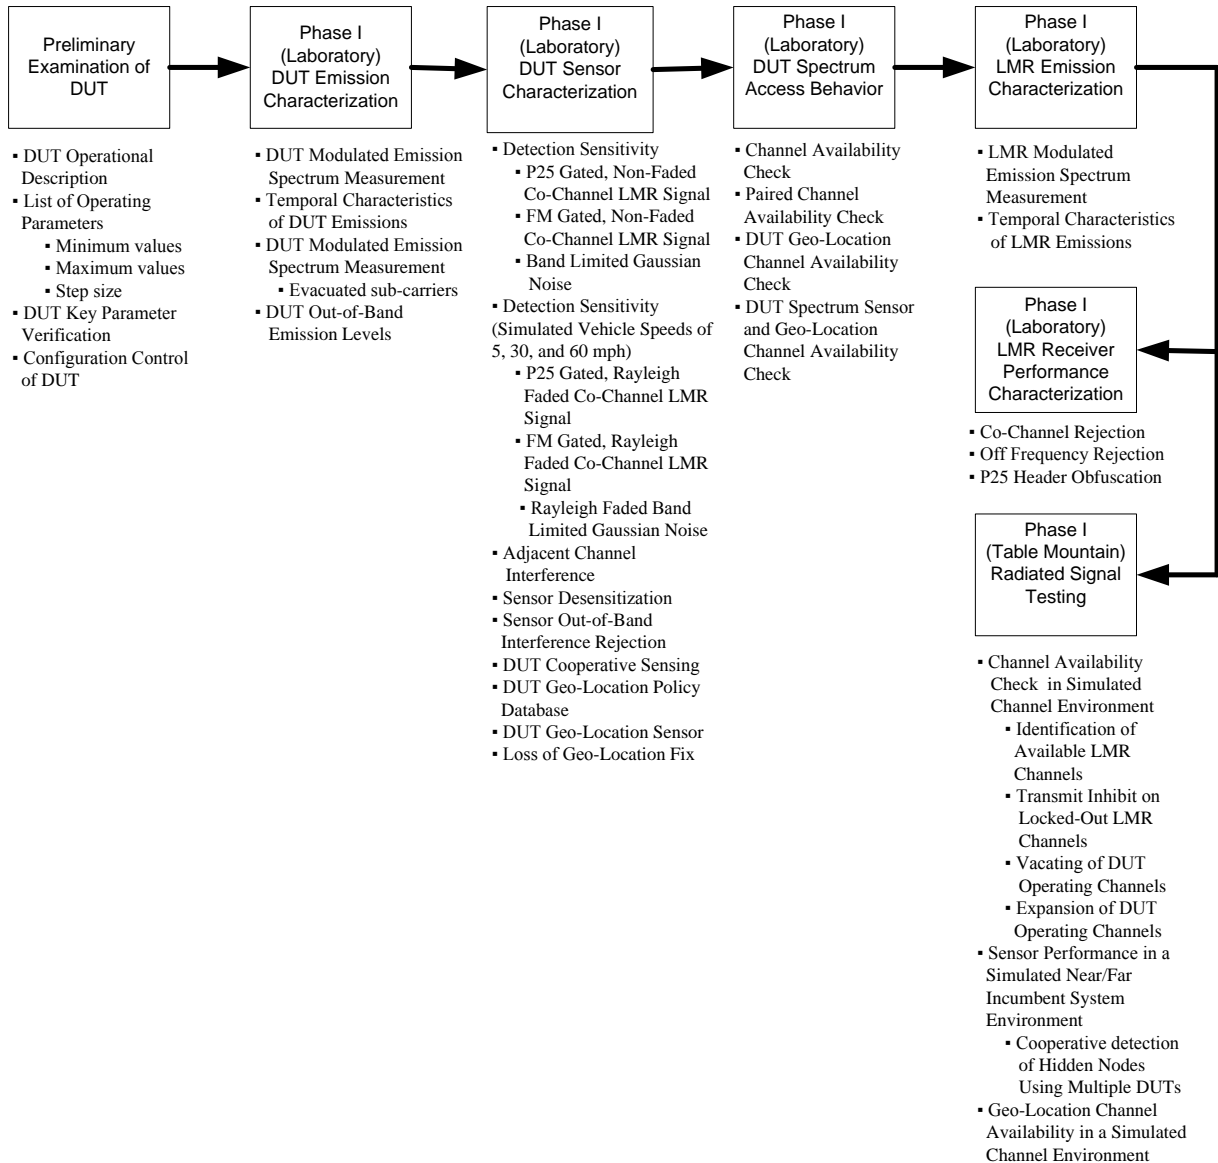 Preliminary
Examination of
DUT
▪ DUT Operational
Description
▪ List of Operating
Parameters
▪ Minimum values
▪ Maximum values
▪ Step size
▪ DUT Key Parameter
Verification
▪ Configuration Control
of DUT
Phase I
(Laboratory)
DUT Emission
Characterization
▪ DUT Modulated Emission
Spectrum Measurement
▪ Temporal Characteristics
of DUT Emissions
▪ DUT Modulated Emission
Spectrum Measurement
▪ Evacuated sub-carriers
▪ DUT Out-of-Band
Emission Levels
Phase I
(Laboratory)
DUT Sensor
Characterization
▪ Detection Sensitivity
▪ P25 Gated, Non-Faded
Co-Channel LMR Signal
▪ FM Gated, Non-Faded
Co-Channel LMR Signal
▪ Band Limited Gaussian
Noise
▪ Detection Sensitivity
(Simulated Vehicle Speeds of
5, 30, and 60 mph)
▪ P25 Gated, Rayleigh
Faded Co-Channel LMR
Signal
▪ FM Gated, Rayleigh
Faded Co-Channel LMR
Signal
▪ Rayleigh Faded Band
Limited Gaussian Noise
▪ Adjacent Channel
Interference
▪ Sensor Desensitization
▪ Sensor Out-of-Band
Interference Rejection
▪ DUT Cooperative Sensing
▪ DUT Geo-Location Policy
Database
▪ DUT Geo-Location Sensor
▪ Loss of Geo-Location Fix
Phase I
(Laboratory)
DUT Spectrum
Access Behavior
▪ Channel Availability
Check
▪ Paired Channel
Availability Check
▪ DUT Geo-Location
Channel Availability
Check
▪ DUT Spectrum Sensor
and Geo-Location
Channel Availability
Check
Phase I
(Laboratory)
LMR Emission
Characterization
▪ LMR Modulated
Emission Spectrum
Measurement
▪ Temporal Characteristics
of LMR Emissions
Phase I
(Laboratory)
LMR Receiver
Performance
Characterization
▪ Co-Channel Rejection
▪ Off Frequency Rejection
▪ P25 Header Obfuscation
Phase I
(Table Mountain)
Radiated Signal
Testing
▪ Channel Availability
Check in Simulated
Channel Environment
▪ Identification of
Available LMR
Channels
▪ Transmit Inhibit on
Locked-Out LMR
Channels
▪ Vacating of DUT
Operating Channels
▪ Expansion of DUT
Operating Channels
▪ Sensor Performance in a
Simulated Near/Far
Incumbent System
Environment
▪ Cooperative detection
of Hidden Nodes
Using Multiple DUTs
▪ Geo-Location Channel
Availability in a Simulated
Channel Environment